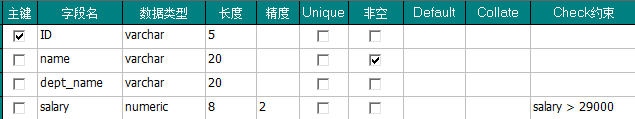 主键 字段名 数据类型 长度 精度 Unique 非空 Default Collate Check约束
ID varchar 5
name varchar 20
dept_name varchar 20
salary numeric 8 2 salary > 29000